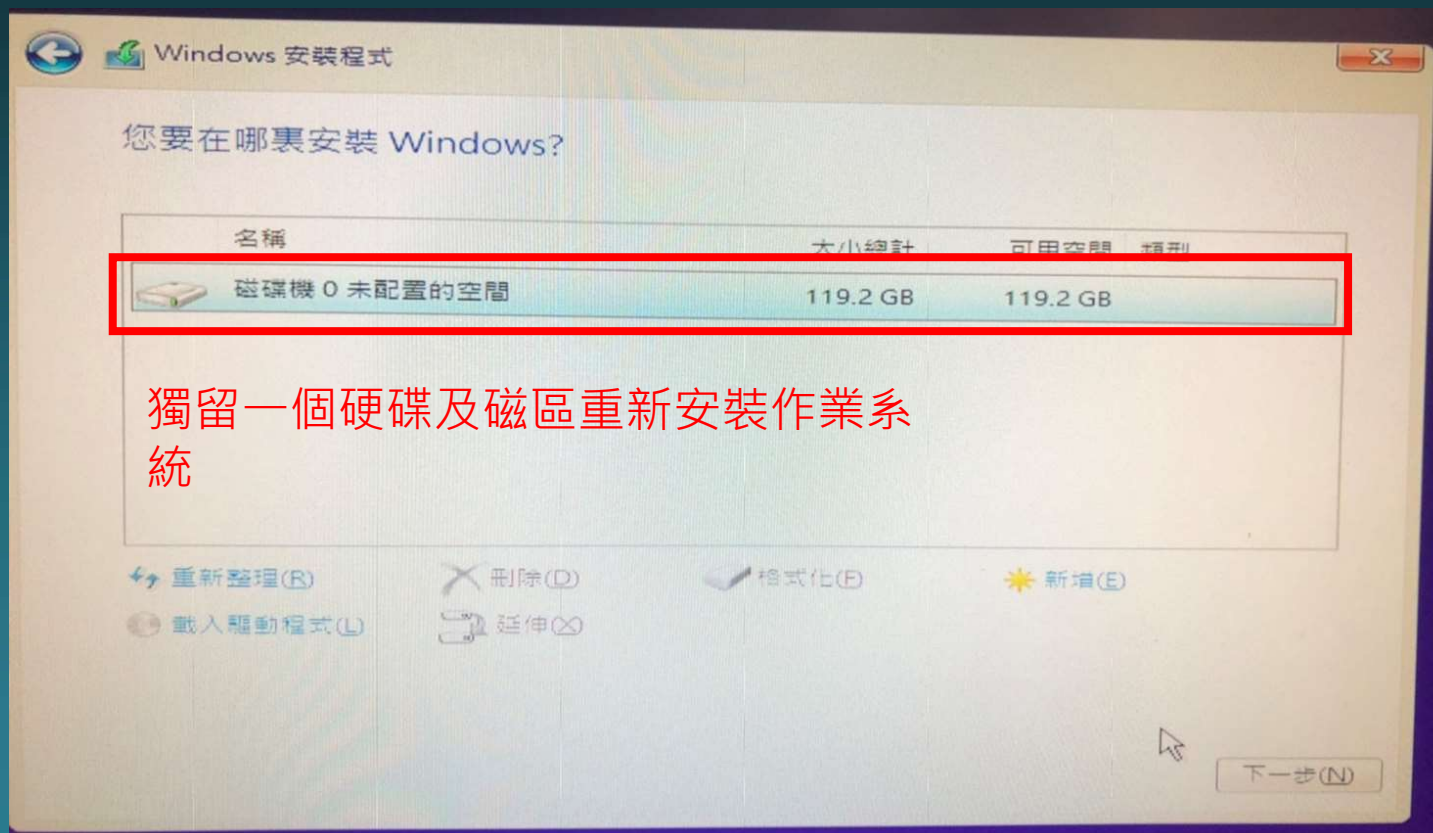 Windows 安裝程式
您要在哪裏安裝 Windows?
名稱 大小總計 可用空間 類型
磁碟機 0 未配置的空間 119.2 GB 119.2 GB
獨留一個硬碟及磁區重新安裝作業系
統
重新整理(R) 刪除(D) 格式化(F) 新增(E)
載入驅動程式(L) 延伸(X)
下一步(N)